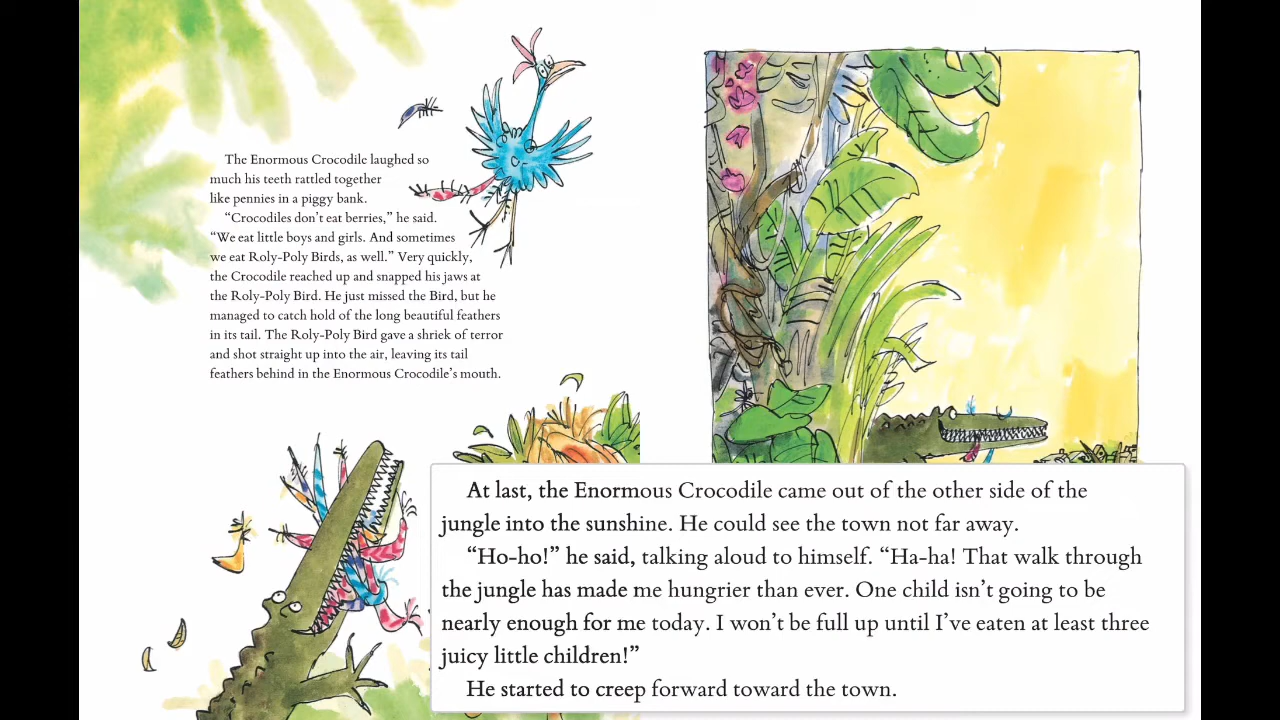 The Enormous Crocodile laughed so
much his teeth rattled together
like pennies in a piggy bank.
“Crocodiles don’t eat berries,” he said.
“We eat little boys and girls. And sometimes
we eat Roly-Poly Birds, as well.” Very quickly,
the Crocodile reached up and snapped his jaws at
the Roly-Poly Bird. He just missed the Bird, but he
managed to catch hold of the long beautiful feathers
in its tail. The Roly-Poly Bird gave a shriek of terror
and shot straight up into the air, leaving its tail
feathers behind in the Enormous Crocodile’s mouth.
At last, the Enormous Crocodile came out of the other side of the
jungle into the sunshine. He could see the town not far away.
“Ho-ho!” he said, talking aloud to himself. “Ha-ha! That walk through
the jungle has made me hungrier than ever. One child isn’t going to be
nearly enough for me today. I won’t be full up until I’ve eaten at least three
juicy little children!”
He started to creep forward toward the town.